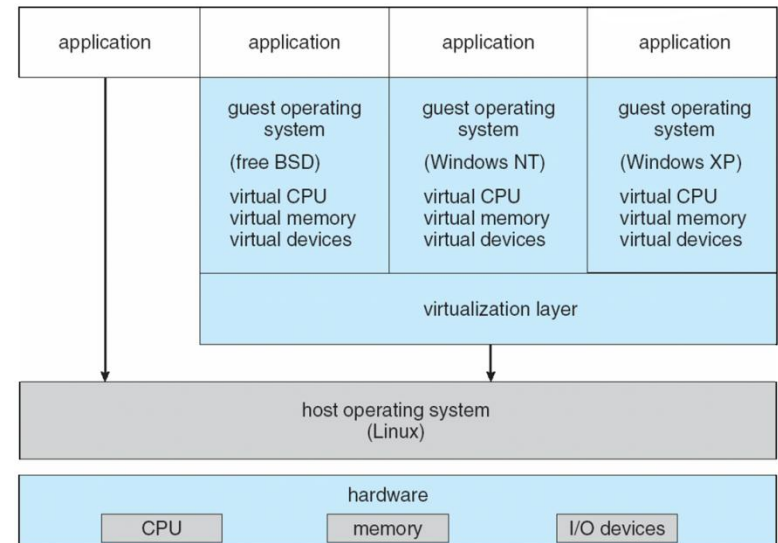 application
application
application
application
guest operating
system
(free BSD)
virtual CPU
virtual memory
virtual devices
guest operating
system
(Windows NT)
virtual CPU
virtual memory
virtual devices
guest operating
system
(Windows XP)
virtual CPU
virtual memory
virtual devices
virtualization layer
host operating system
(Linux)
hardware
CPU
memory
I/O devices